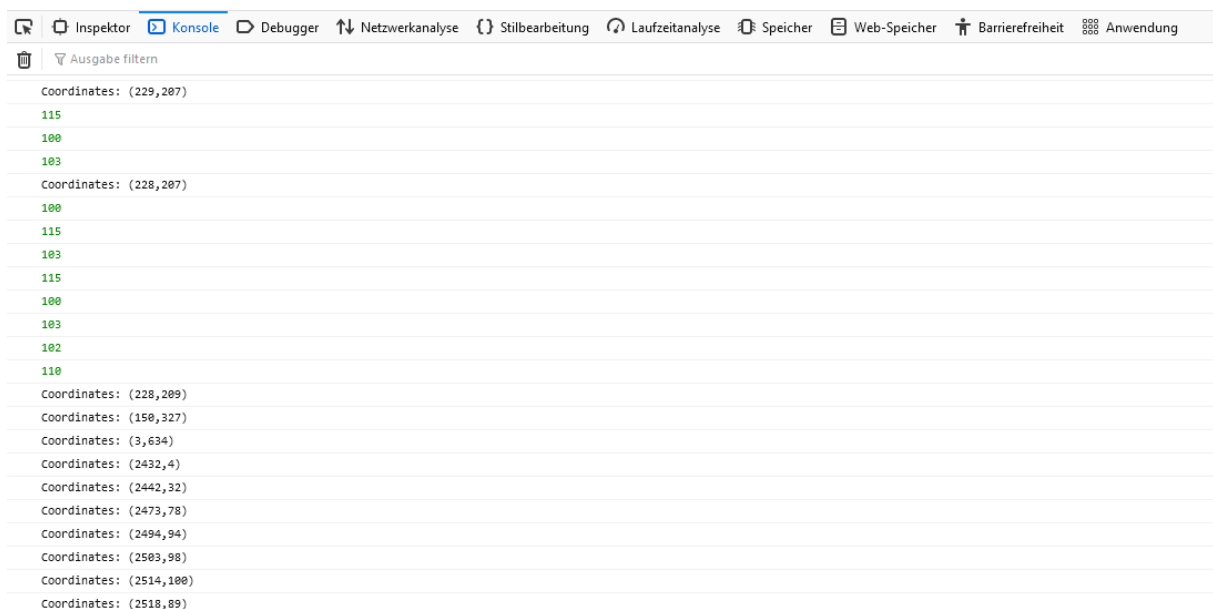 Inspektor Konsole Debugger Netzwerkanalyse Stilbearbeitung Laufzeitanalyse Speicher Web-Speicher Barrierefreiheit Anwendung
Ausgabe filtern
Coordinates: (229,207)
115
100
103
Coordinates: (228,207)
100
115
103
115
100
103
102
110
Coordinates: (228,209)
Coordinates: (150,327)
Coordinates: (3,634)
Coordinates: (2432,4)
Coordinates: (2442,32)
Coordinates: (2473,78)
Coordinates: (2494,94)
Coordinates: (2503,98)
Coordinates: (2514,100)
Coordinates: (2518,89)